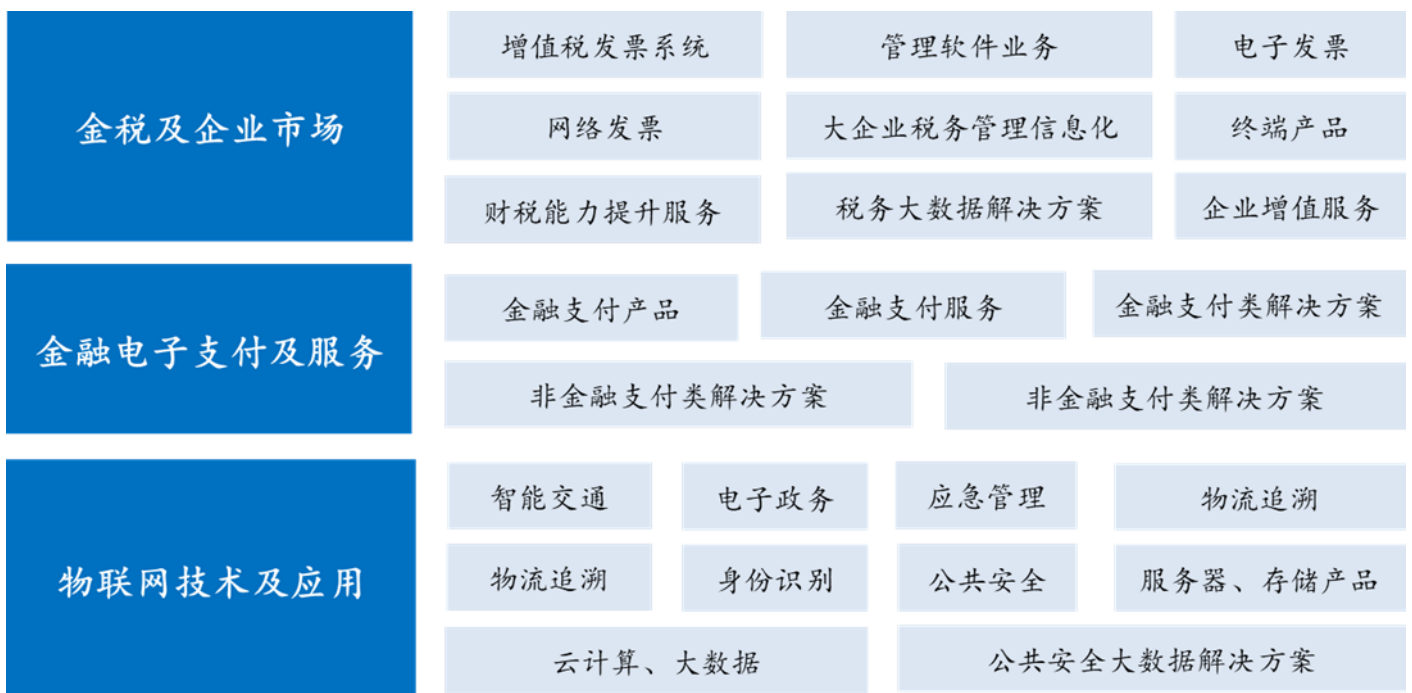 金税及企业市场
增值税发票系统
管理软件业务
电子发票
网络发票
大企业税务管理信息化
终端产品
财税能力提升服务
税务大数据解决方案
企业增值服务
金融电子支付及服务
金融支付产品
金融支付服务
金融支付类解决方案
非金融支付类解决方案
非金融支付类解决方案
物联网技术及应用
智能交通
电子政务
应急管理
物流追溯
物流追溯
身份识别
公共安全
服务器、存储产品
云计算、大数据
公共安全大数据解决方案